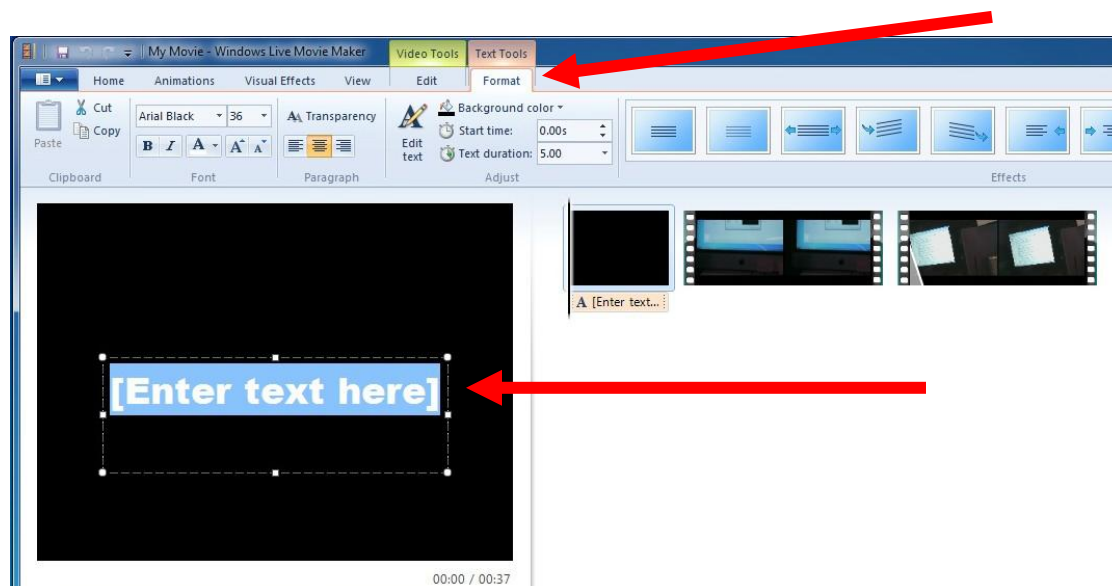 My Movie - Windows Live Movie Maker
Video Tools
Text Tools
Home
Animations
Visual Effects
View
Edit
Format
Paste
Cut
Copy
Clipboard
Arial Black
36
B I A A A
Font
AA Transparency
Paragraph
Edit
text
Background color
Start time: 0.00s
Text duration: 5.00
Adjust
Effects
[Enter text here]
A [Enter text...
00:00 / 00:37